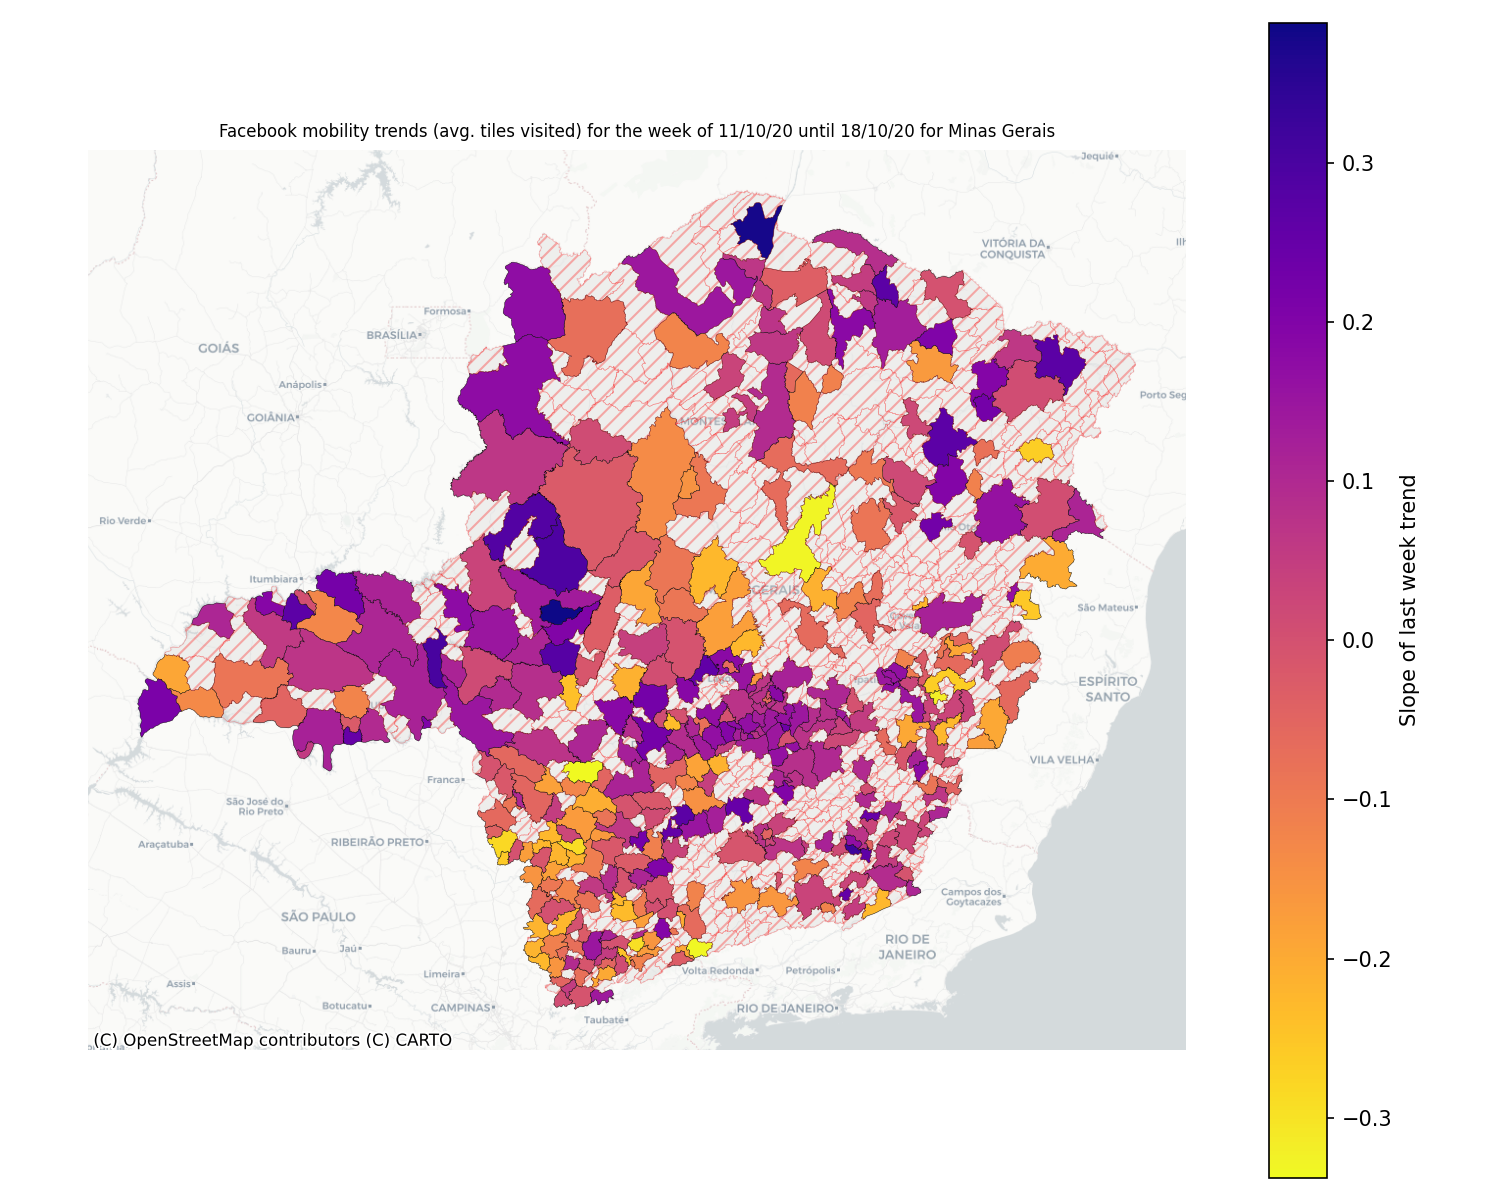 Facebook mobility trends (avg. tiles visited) for the week of 11/10/20 until 18/10/20 for Minas Gerais
Jequié
VITÓRIA DA
CONQUISTA
Formosa
BRASÍLIA
GOIÁS
Anápolis
Porto Seg
GOIÂNIA
Rio Verde
Itumbiara
São Mateus
ESPÍRITO
SANTO
VILA VELHA
Franca
São José do
Rio Preto
RIBEIRÃO PRETO
Araçatuba
Campos dos
Goytacazes
SÃO PAULO
RIO DE
JANEIRO
Bauru
Jaú
Limeira
Volta Redonda
Petrópolis
Assis
Botucatu
CAMPINAS
RIO DE JANEIRO
Taubaté
(C) OpenStreetMap contributors (C) CARTO
0.3
0.2
0.1
0.0
−0.1
−0.2
−0.3
Slope of last week trend